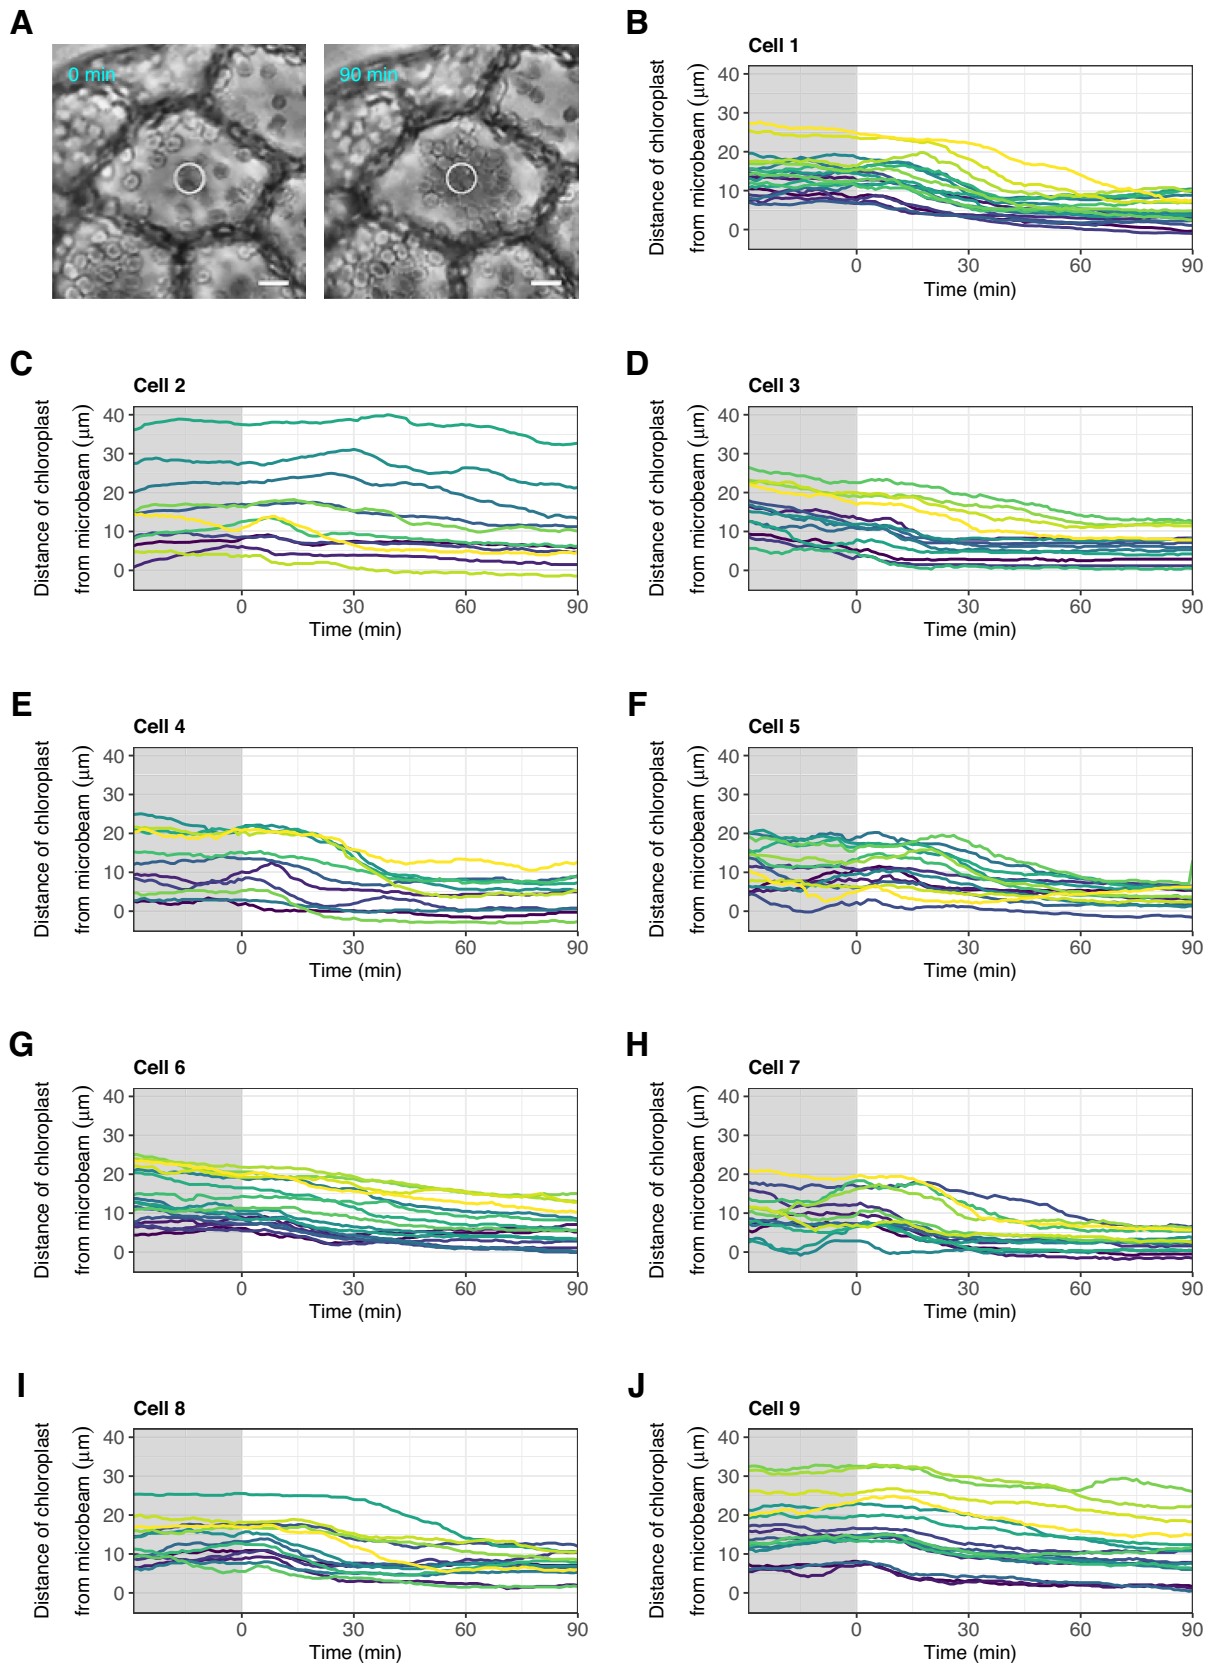 A
0 min
90 min
B
Cell 1
Distance of chloroplast
from microbeam (μm)
40
30
20
10
0
0 30 60 90
Time (min)
C
Cell 2
Distance of chloroplast
from microbeam (μm)
40
30
20
10
0
0 30 60 90
Time (min)
D
Cell 3
Distance of chloroplast
from microbeam (μm)
40
30
20
10
0
0 30 60 90
Time (min)
E
Cell 4
Distance of chloroplast
from microbeam (μm)
40
30
20
10
0
0 30 60 90
Time (min)
F
Cell 5
Distance of chloroplast
from microbeam (μm)
40
30
20
10
0
0 30 60 90
Time (min)
G
Cell 6
Distance of chloroplast
from microbeam (μm)
40
30
20
10
0
0 30 60 90
Time (min)
H
Cell 7
Distance of chloroplast
from microbeam (μm)
40
30
20
10
0
0 30 60 90
Time (min)
I
Cell 8
Distance of chloroplast
from microbeam (μm)
40
30
20
10
0
0 30 60 90
Time (min)
J
Cell 9
Distance of chloroplast
from microbeam (μm)
40
30
20
10
0
0 30 60 90
Time (min)